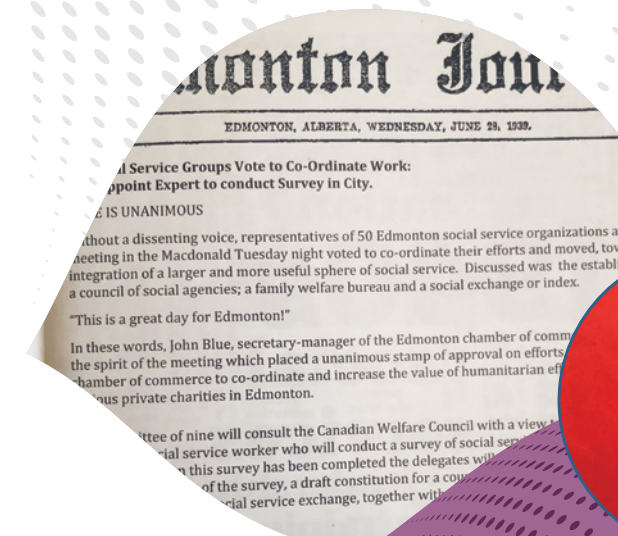 monton Jour
EDMONTON, ALBERTA, WEDNESDAY, JUNE 29, 1939.
l Service Groups Vote to Co-Ordinate Work:
ppoint Expert to conduct Survey in City.
E IS UNANIMOUS
ithout a dissenting voice, representatives of 50 Edmonton social service organizations a
meeting in the Macdonald Tuesday night voted to co-ordinate their efforts and moved, tow
integration of a larger and more useful sphere of social service. Discussed was the establi
a council of social agencies; a family welfare bureau and a social exchange or index.
"This is a great day for Edmonton!"
In these words, John Blue, secretary-manager of the Edmonton chamber of comm
the spirit of the meeting which placed a unanimous stamp of approval on efforts
chamber of commerce to co-ordinate and increase the value of humanitarian ef
ous private charities in Edmonton.
ttee of nine will consult the Canadian Welfare Council with a view t
cial service worker who will conduct a survey of social ser
n this survey has been completed the delegates wil
of the survey, a draft constitution for a cou
cial service exchange, together with